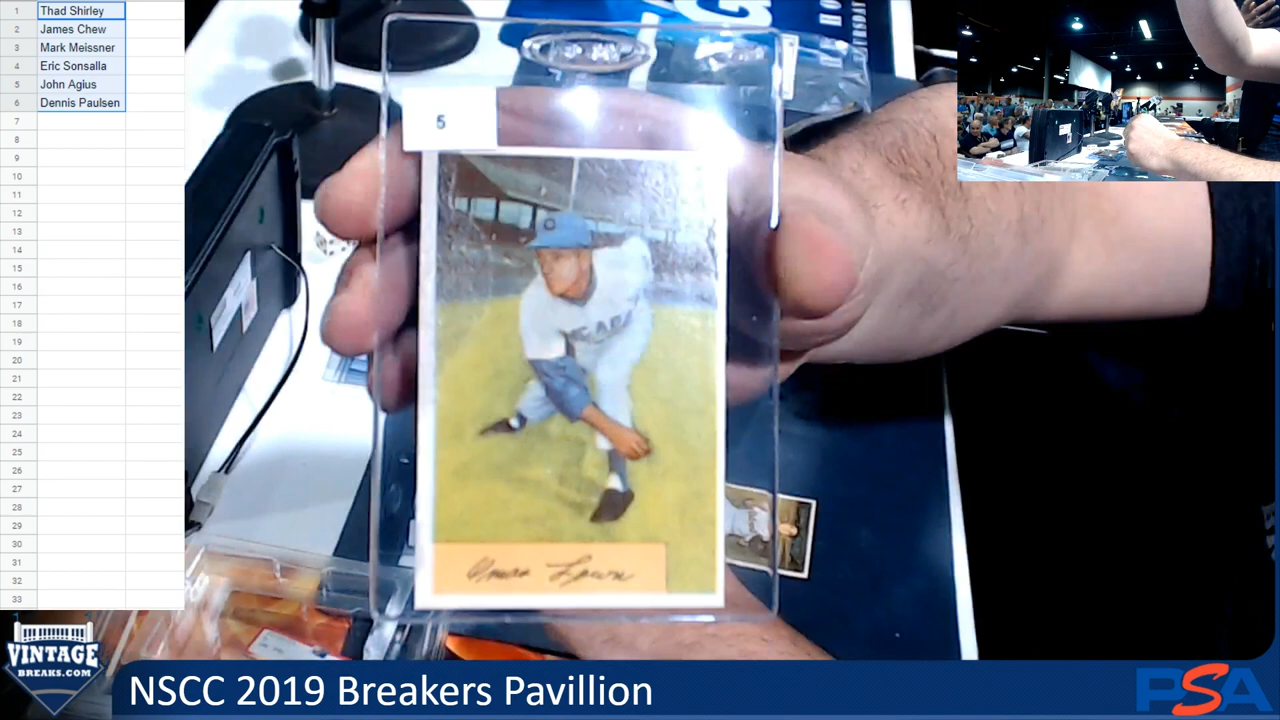 1 Thad Shirley
2 James Chew
3 Mark Meissner
4 Eric Sonsalla
5 John Agius
6 Dennis Paulsen
7
8
9
10
11
12
13
14
15
16
17
18
19
20
21
22
23
24
25
26
27
28
29
30
31
32
33
5
VINTAGE
BREAKS.COM
NSCC 2019 Breakers Pavillion
PSA